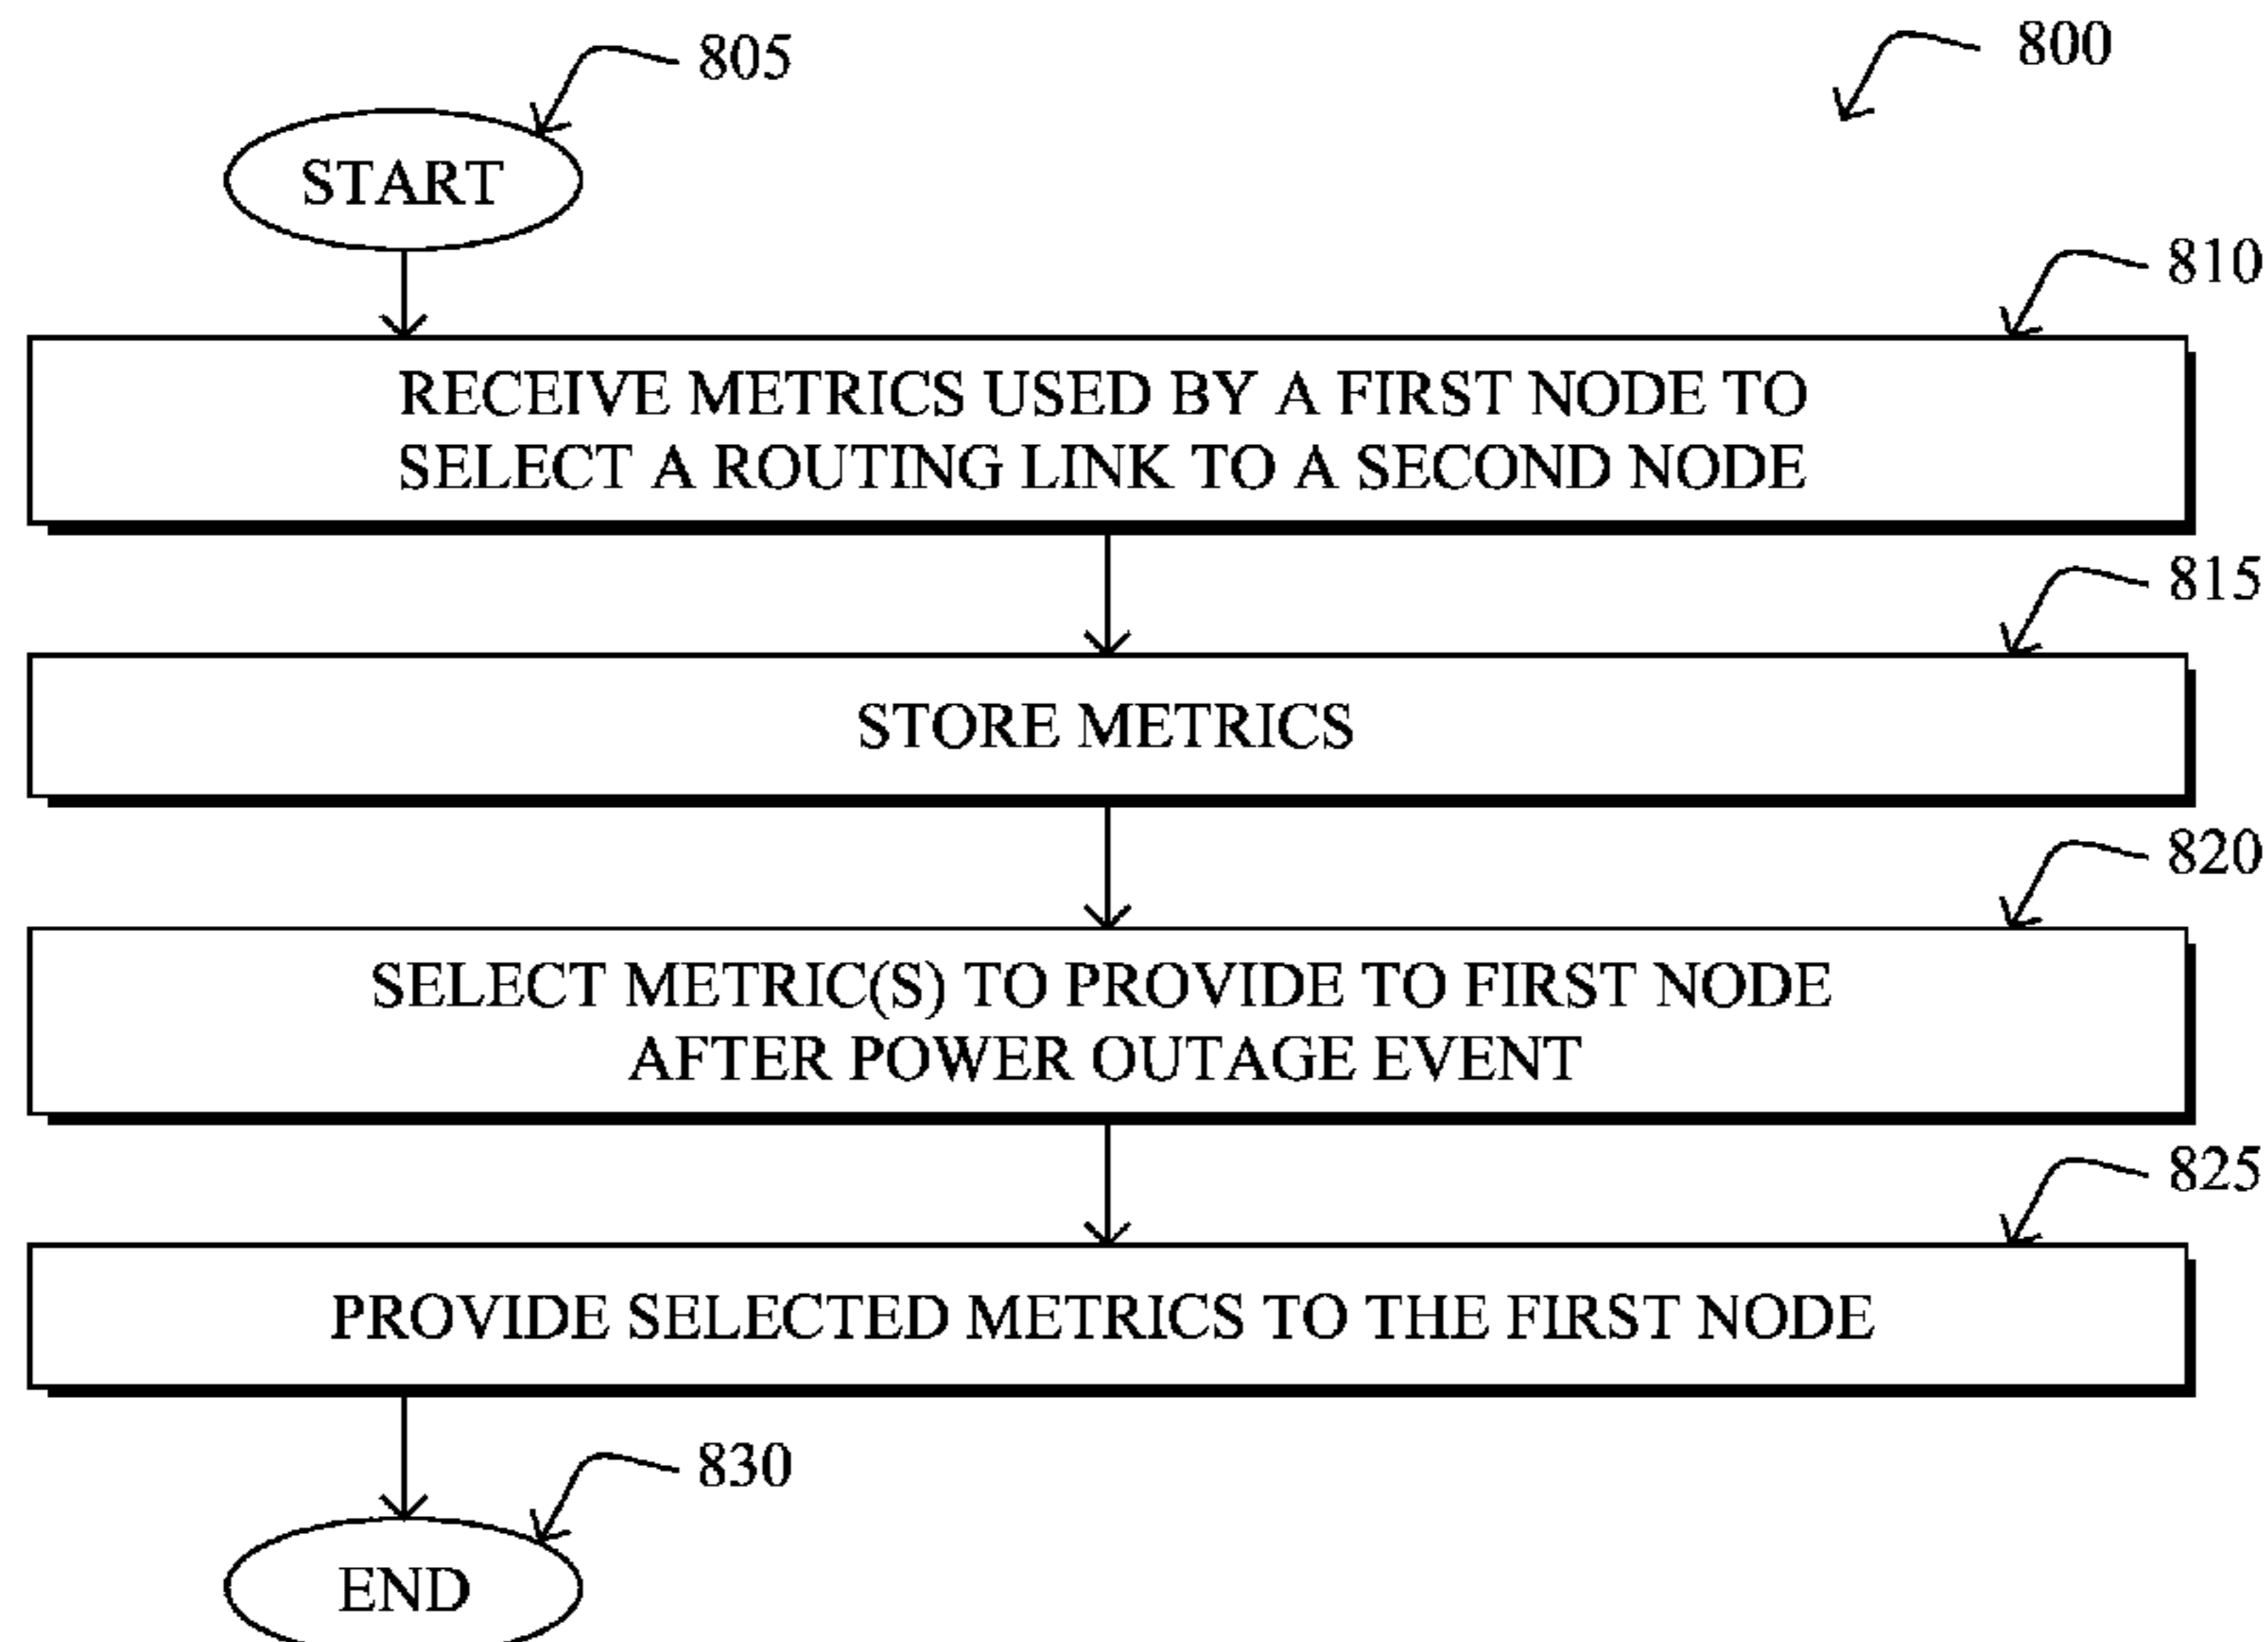 805
800
START
810
RECEIVE METRICS USED BY A FIRST NODE TO
SELECT A ROUTING LINK TO A SECOND NODE
815
STORE METRICS
820
SELECT METRIC(S) TO PROVIDE TO FIRST NODE
AFTER POWER OUTAGE EVENT
825
PROVIDE SELECTED METRICS TO THE FIRST NODE
830
END